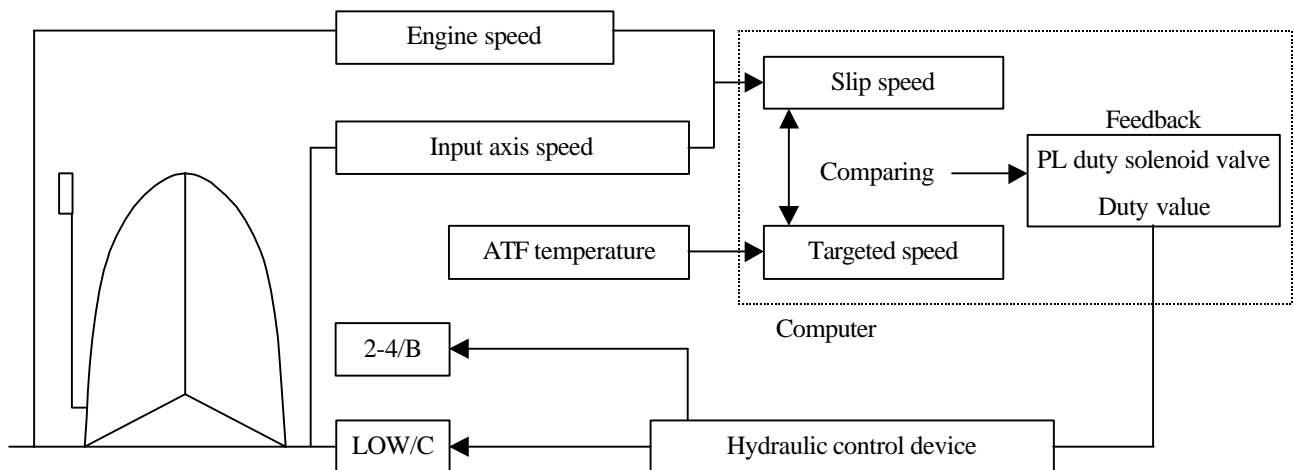 Engine speed
Slip speed
Feedback
Input axis speed
Comparing
PL duty solenoid valve
Duty value
ATF temperature
Targeted speed
Computer
2-4/B
LOW/C
Hydraulic control device